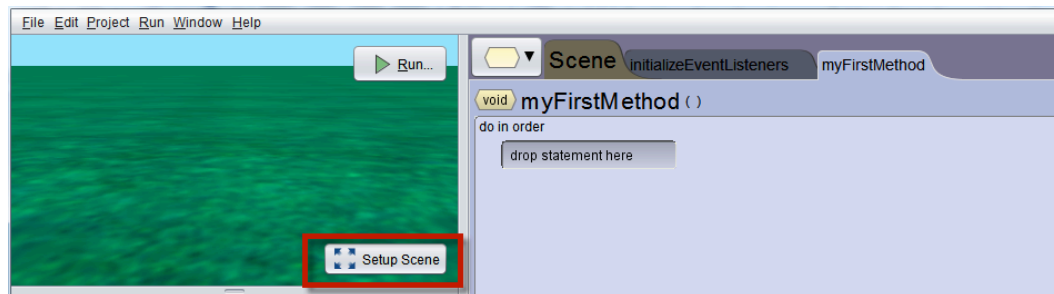 File Edit Project Run Window Help
Run...
Setup Scene
Scene initializeEventListeners myFirstMethod
void myFirstMethod ( )
do in order
drop statement here